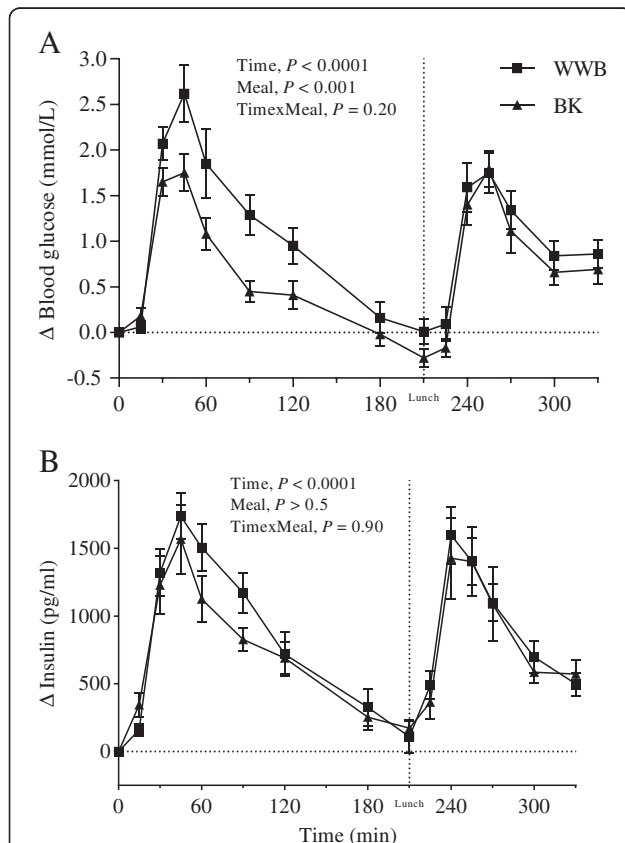 A
Time, P < 0.0001
Meal, P < 0.001
TimexMeal, P = 0.20
WWB
BK
Δ Blood glucose (mmol/L)
3.0
2.5
2.0
1.5
1.0
0.5
0.0
-0.5
0
60
120
180
Lunch
240
300
B
Time, P < 0.0001
Meal, P > 0.5
TimexMeal, P = 0.90
Δ Insulin (pg/ml)
2000
1500
1000
500
0
0
60
120
180
Lunch
240
300
Time (min)